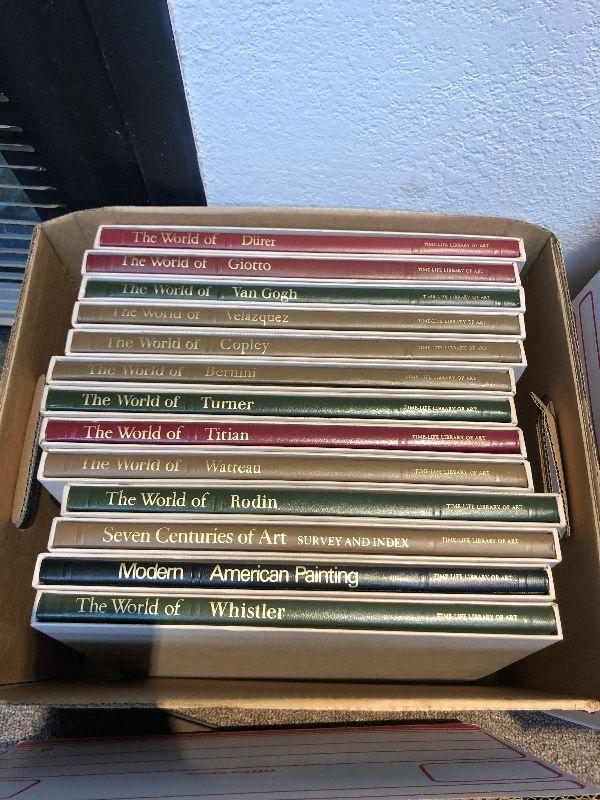 The World of Dürer TIME-LIFE LIBRARY OF ART
The World of Giotto TIME-LIFE LIBRARY OF ART
The World of Van Gogh TIME-LIFE LIBRARY OF ART
The World of Velazquez TIME-LIFE LIBRARY OF ART
The World of Copley TIME-LIFE LIBRARY OF ART
The World of Bernini TIME-LIFE LIBRARY OF ART
The World of Turner TIME-LIFE LIBRARY OF ART
The World of Titian TIME-LIFE LIBRARY OF ART
The World of Watteau TIME-LIFE LIBRARY OF ART
The World of Rodin TIME-LIFE LIBRARY OF ART
Seven Centuries of Art SURVEY AND INDEX TIME-LIFE LIBRARY OF ART
Modern American Painting TIME-LIFE LIBRARY OF ART
The World of Whistler TIME-LIFE LIBRARY OF ART